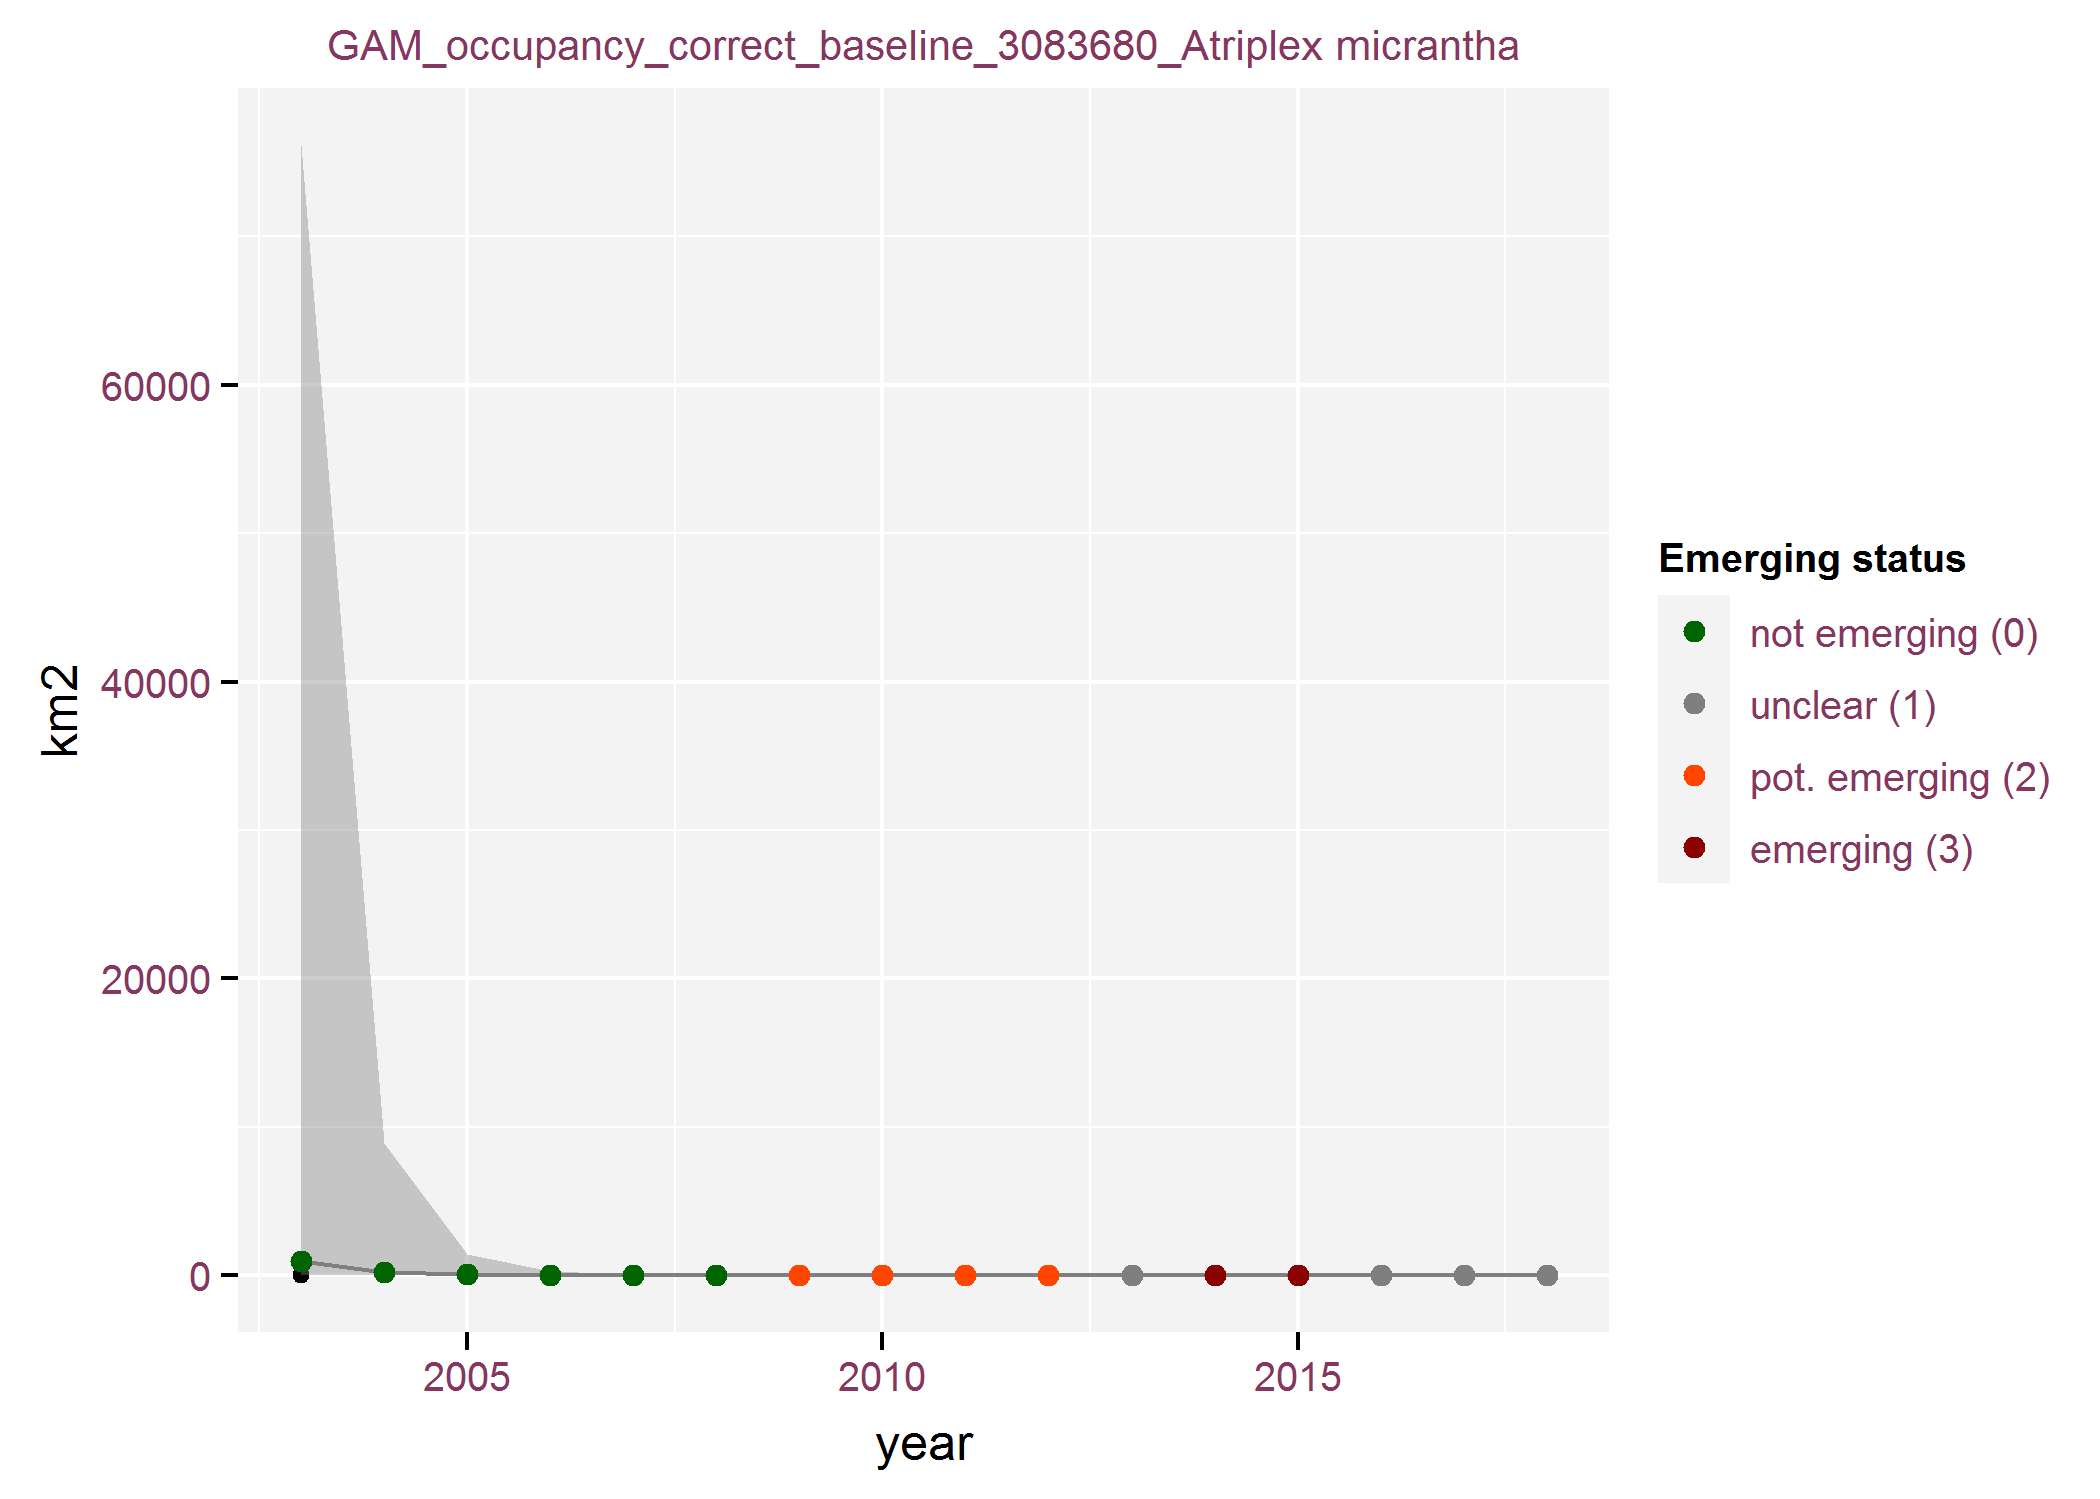 GAM_occupancy_correct_baseline_3083680_Atriplex micrantha
60000
40000
20000
0
km2
2005
2010
2015
year
Emerging status
not emerging (0)
unclear (1)
pot. emerging (2)
emerging (3)